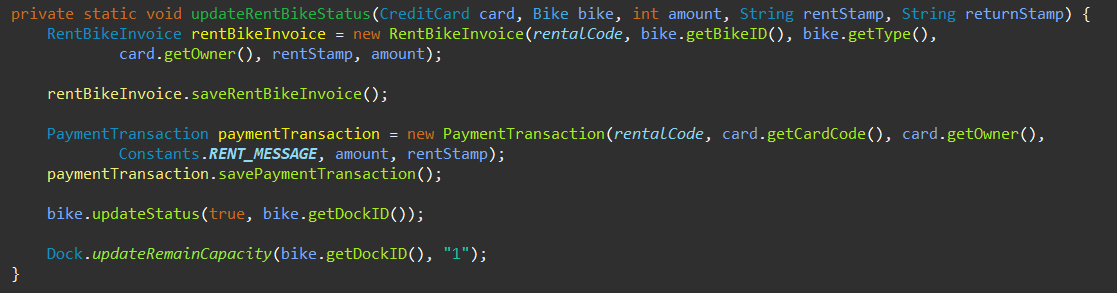 private static void updateRentBikeStatus(CreditCard card, Bike bike, int amount, String rentStamp, String returnStamp) {
    RentBikeInvoice rentBikeInvoice = new RentBikeInvoice(rentalCode, bike.getBikeID(), bike.getType(),
            card.getOwner(), rentStamp, amount);
    rentBikeInvoice.saveRentBikeInvoice();
    PaymentTransaction paymentTransaction = new PaymentTransaction(rentalCode, card.getCardCode(), card.getOwner(),
            Constants.RENT_MESSAGE, amount, rentStamp);
    paymentTransaction.savePaymentTransaction();
    bike.updateStatus(true, bike.getDockID());
    Dock.updateRemainCapacity(bike.getDockID(), "1");
}